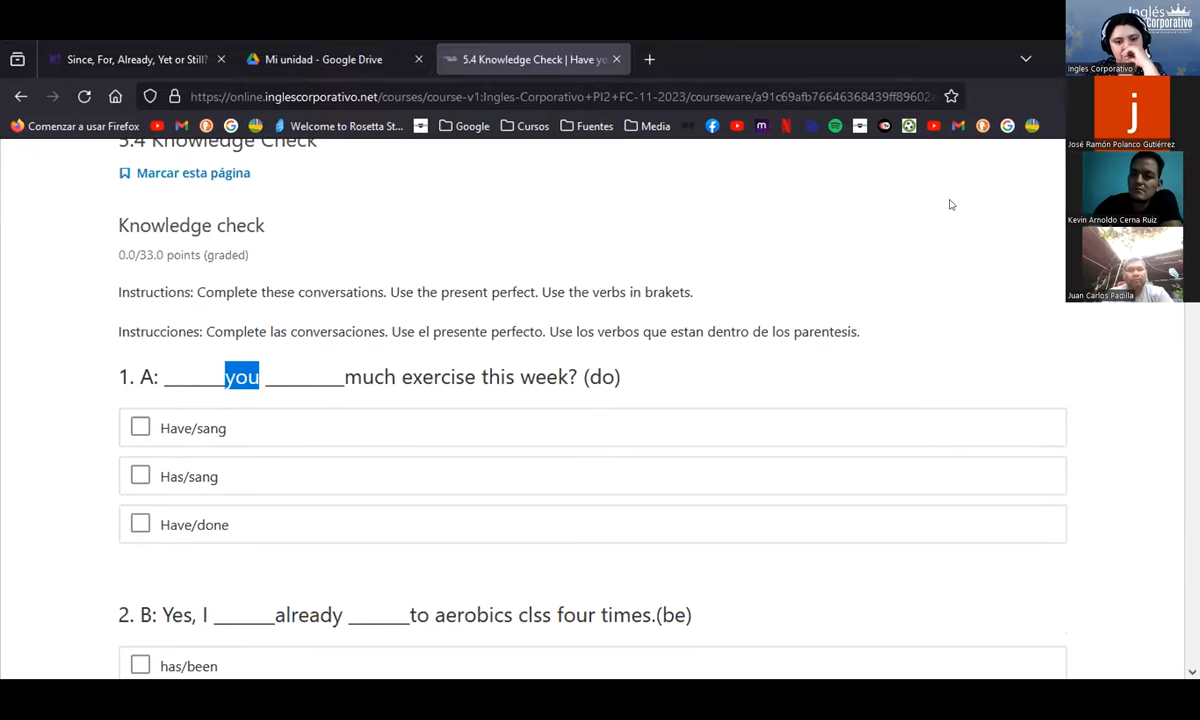 Since, For, Already, Yet or Still?
Mi unidad - Google Drive
5.4 Knowledge Check | Have yo
https://online.inglescorporativo.net/courses/course-v1:Ingles-Corporativo+PI2+FC-11-2023/courseware/a91c69afb76646368439ff89602
Comenzar a usar Firefox
Welcome to Rosetta St...
Google
Cursos
Fuentes
Media
5.4 Knowledge Check
Marcar esta página
Knowledge check
0.0/33.0 points (graded)
Instructions: Complete these conversations. Use the present perfect. Use the verbs in brakets.
Instrucciones: Complete las conversaciones. Use el presente perfecto. Use los verbos que estan dentro de los parentesis.
1. A: ______you ________much exercise this week? (do)
Have/sang
Has/sang
Have/done
2. B: Yes, I ______already ______to aerobics clss four times.(be)
has/been
Inglés
Corporativo
Ingles Corporativo
j
José Ramón Polanco Gutiérrez
Kevin Arnoldo Cerna Ruiz
Juan Carlos Padilla